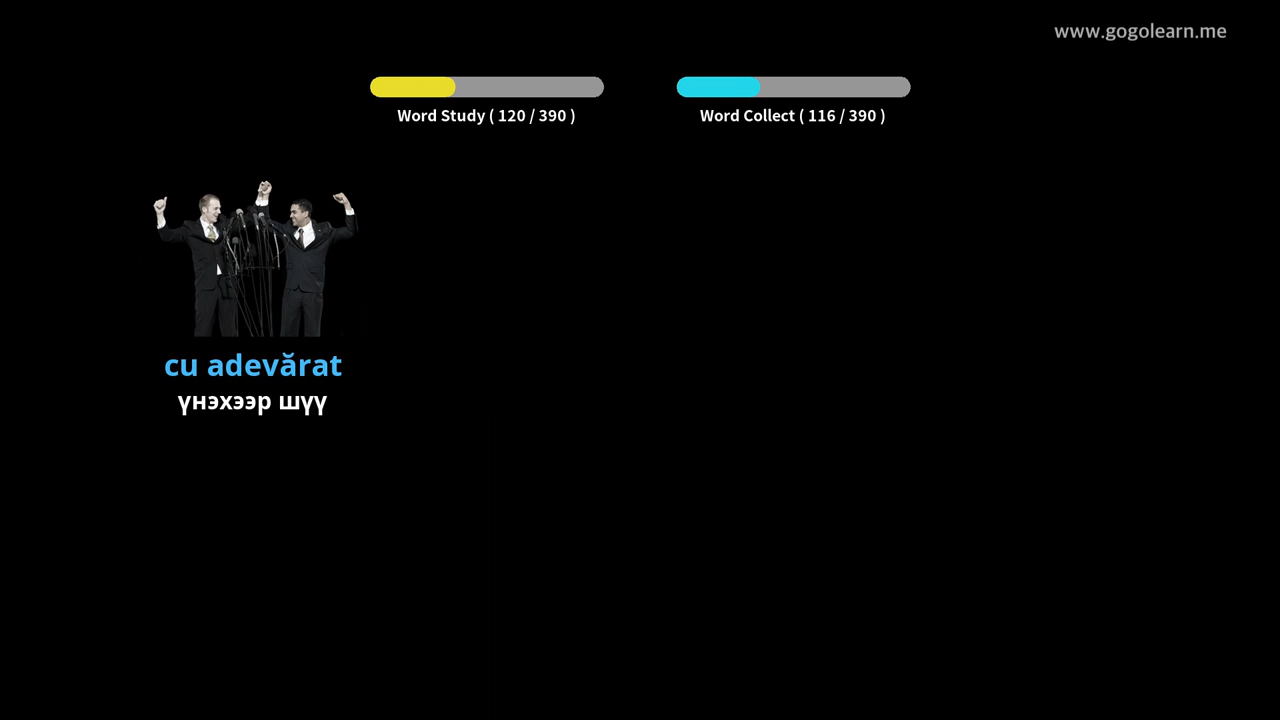 www.gogolearn.me
Word Study ( 120 / 390 )
Word Collect ( 116 / 390 )
cu adevărat
үнэхээр шүү